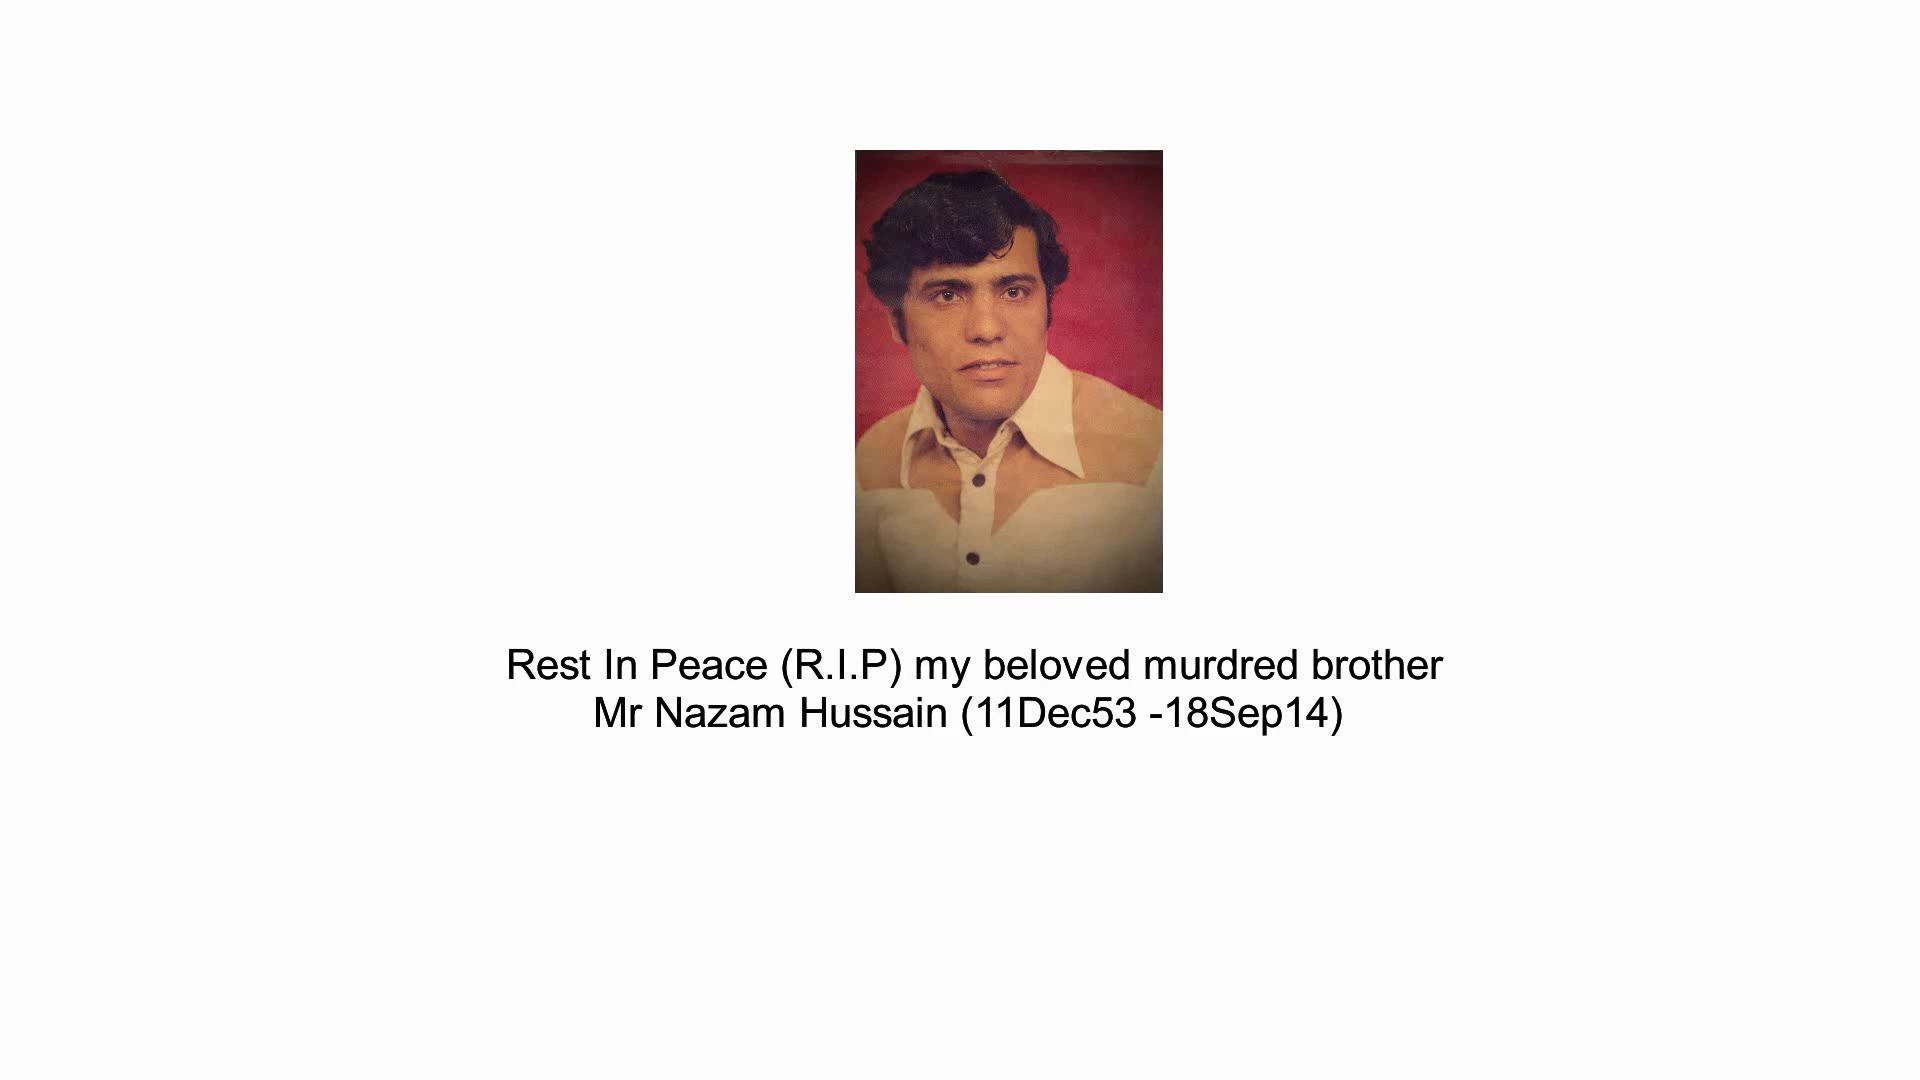 Rest In Peace (R.I.P) my beloved murdred brother
Mr Nazam Hussain (11Dec53 -18Sep14)